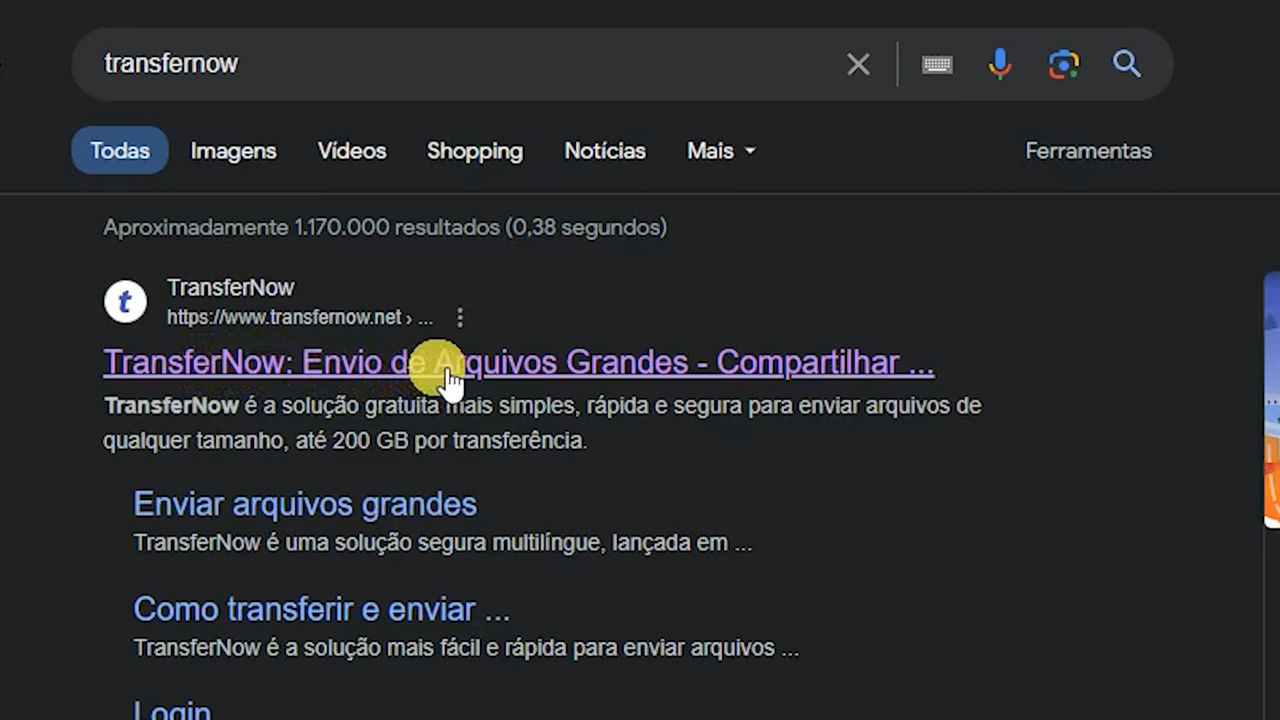 transfernow
Todas Imagens Vídeos Shopping Notícias Mais Ferramentas
Aproximadamente 1.170.000 resultados (0,38 segundos)
t
TransferNow
https://www.transfernow.net › ...
TransferNow: Envio de Arquivos Grandes - Compartilhar ...
TransferNow é a solução gratuita mais simples, rápida e segura para enviar arquivos de
qualquer tamanho, até 200 GB por transferência.
Enviar arquivos grandes
TransferNow é uma solução segura multilíngue, lançada em ...
Como transferir e enviar ...
TransferNow é a solução mais fácil e rápida para enviar arquivos ...
Login